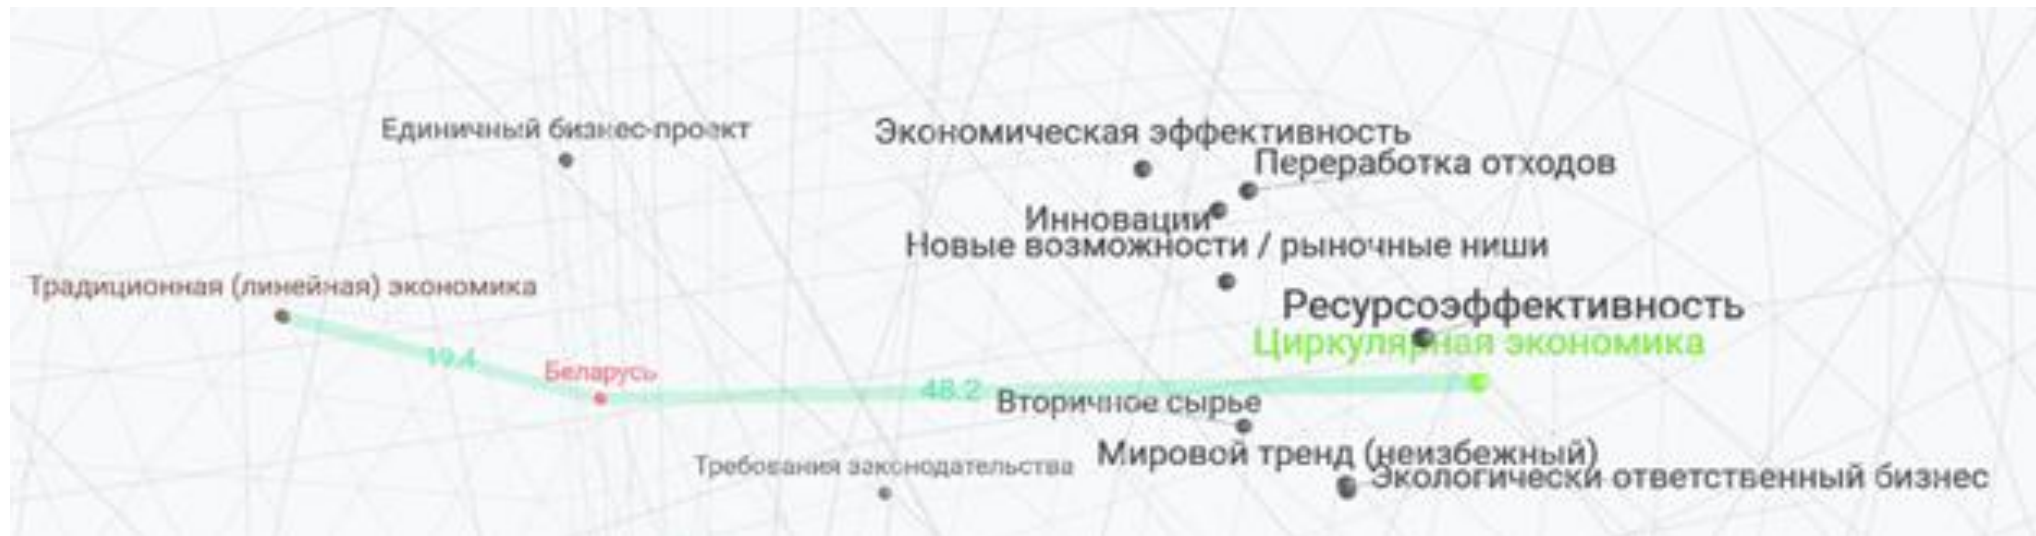 Единичный бизнес-проект
Экономическая эффективность
Переработка отходов
Инновации
Новые возможности / рыночные ниши
Традиционная (линейная) экономика
Ресурсоэффективность
Циркулярная экономика
19.4
Беларусь
48.2
Вторичное сырье
Мировой тренд (неизбежный)
Требования законодательства
Экологически ответственный бизнес